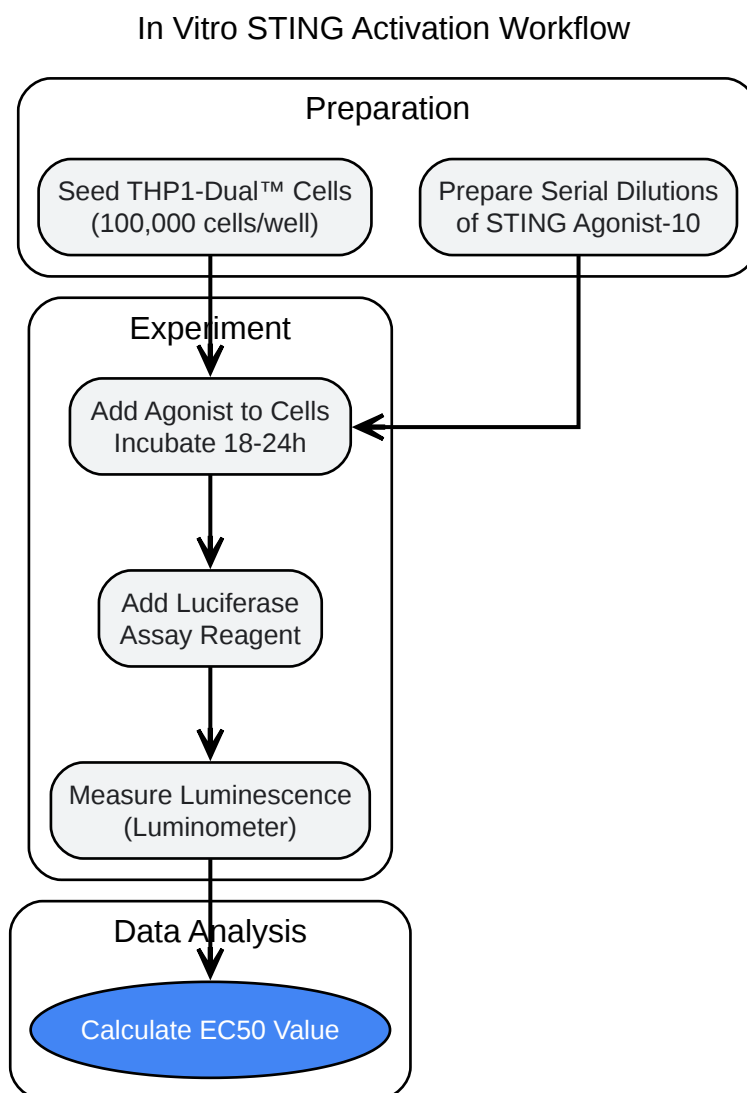 In Vitro STING Activation Workflow
Preparation
Seed THP1-Dual™ Cells
(100,000 cells/well)
Prepare Serial Dilutions
of STING Agonist-10
Experiment
Add Agonist to Cells
Incubate 18-24h
Add Luciferase
Assay Reagent
Measure Luminescence
(Luminometer)
Data Analysis
Calculate EC50 Value